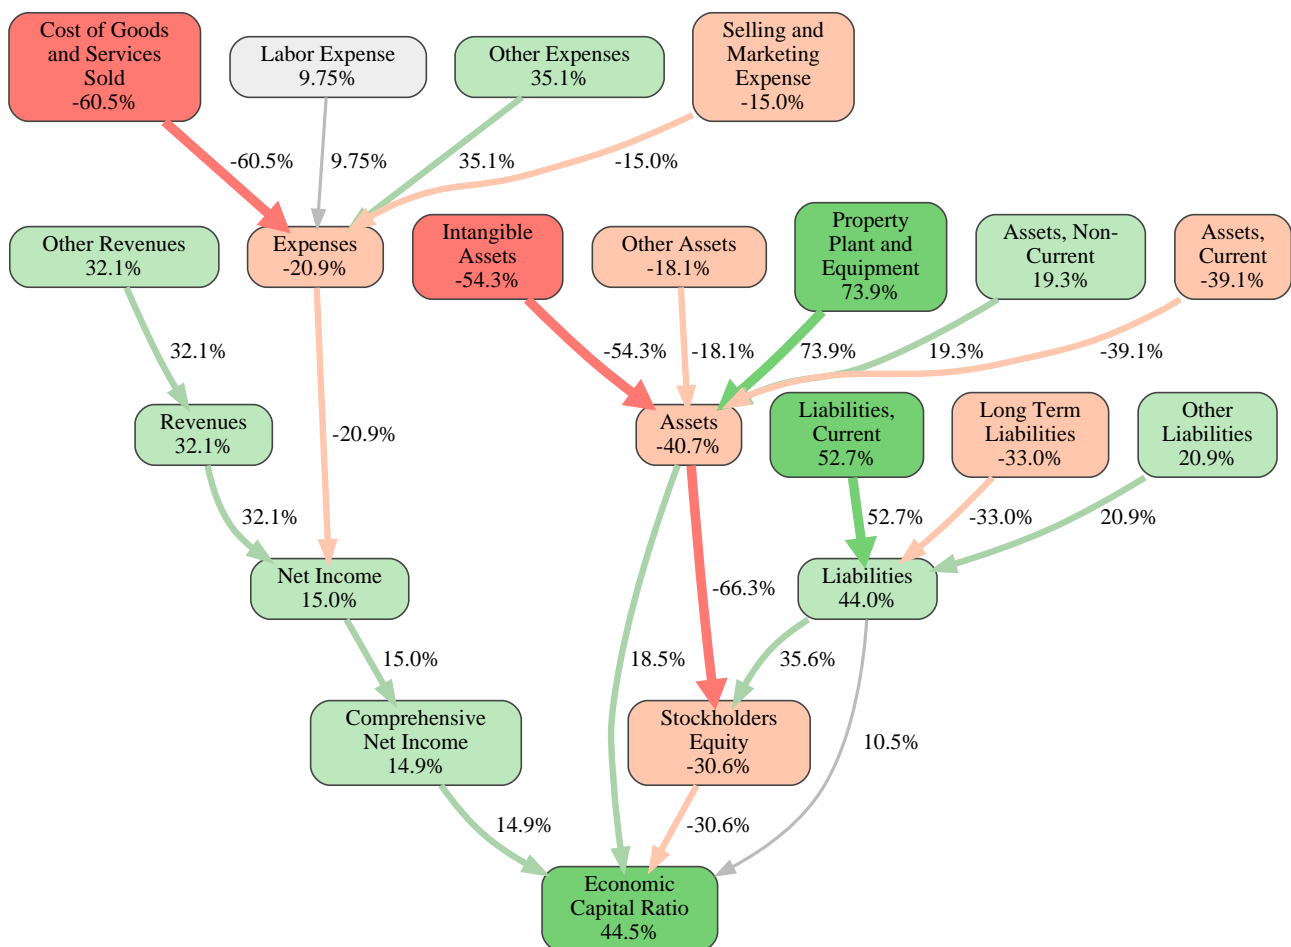 Cost of Goods
and Services
Sold
-60.5%
Labor Expense
9.75%
Other Expenses
35.1%
Selling and
Marketing
Expense
-15.0%
-60.5%
9.75%
35.1%
-15.0%
Other Revenues
32.1%
Expenses
-20.9%
Intangible
Assets
-54.3%
Other Assets
-18.1%
Property
Plant and
Equipment
73.9%
Assets, Non-
Current
19.3%
Assets,
Current
-39.1%
32.1%
-54.3%
-18.1%
73.9%
19.3%
-39.1%
Revenues
32.1%
-20.9%
Assets
-40.7%
Liabilities,
Current
52.7%
Long Term
Liabilities
-33.0%
Other
Liabilities
20.9%
32.1%
52.7%
-33.0%
20.9%
Net Income
15.0%
-66.3%
Liabilities
44.0%
15.0%
18.5%
35.6%
Comprehensive
Net Income
14.9%
Stockholders
Equity
-30.6%
10.5%
14.9%
-30.6%
Economic
Capital Ratio
44.5%